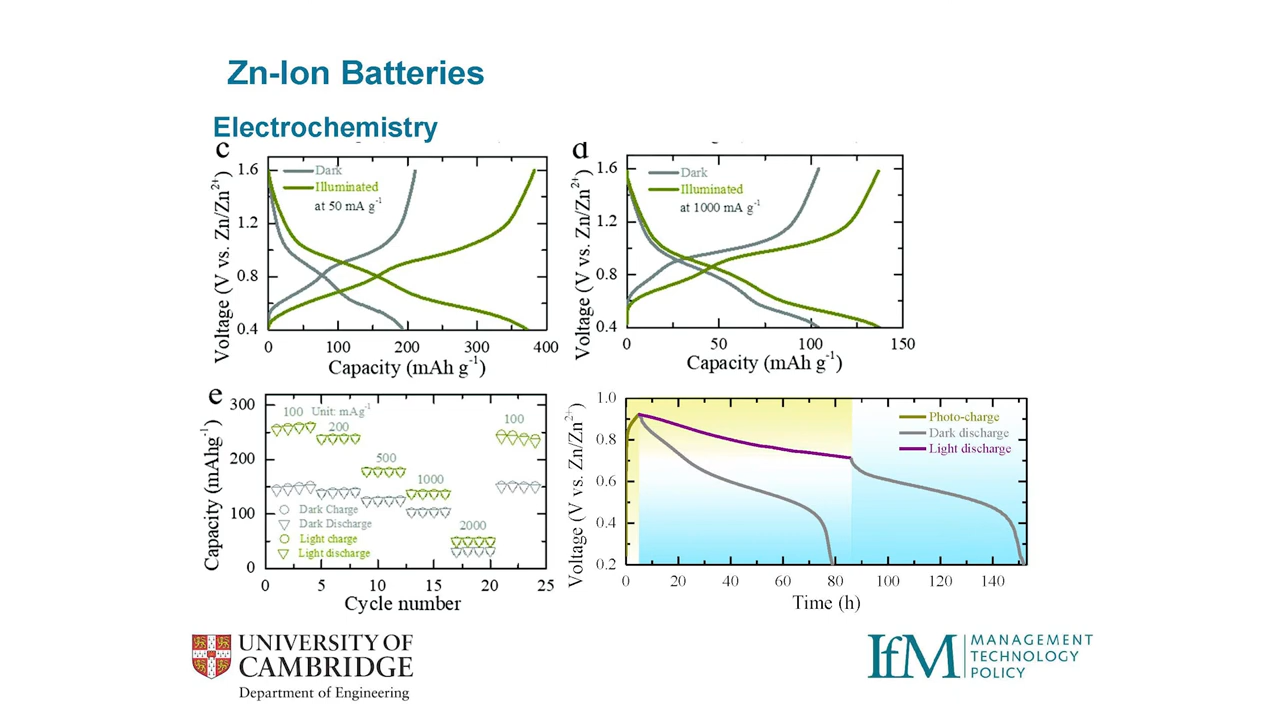 Zn-Ion Batteries
Electrochemistry
c
Dark
Illuminated
at 50 mA g-1
Voltage (V vs. Zn/Zn2+)
1.6
1.2
0.8
0.4
0
100
200
300
400
Capacity (mAh g-1)
d
Dark
Illuminated
at 1000 mA g-1
Voltage (V vs. Zn/Zn2+)
1.6
1.2
0.8
0.4
0
50
100
150
Capacity (mAh g-1)
e
Capacity (mAhg-1)
300
200
100
0
100
Unit: mAg-1
200
500
1000
2000
100
Dark Charge
Dark Discharge
Light charge
Light discharge
0
5
10
15
20
25
Cycle number
Voltage (V vs. Zn/Zn2+)
1.0
0.8
0.6
0.4
0.2
Photo-charge
Dark discharge
Light discharge
0
20
40
60
80
100
120
140
Time (h)
UNIVERSITY OF
CAMBRIDGE
Department of Engineering
IfM
MANAGEMENT
TECHNOLOGY
POLICY